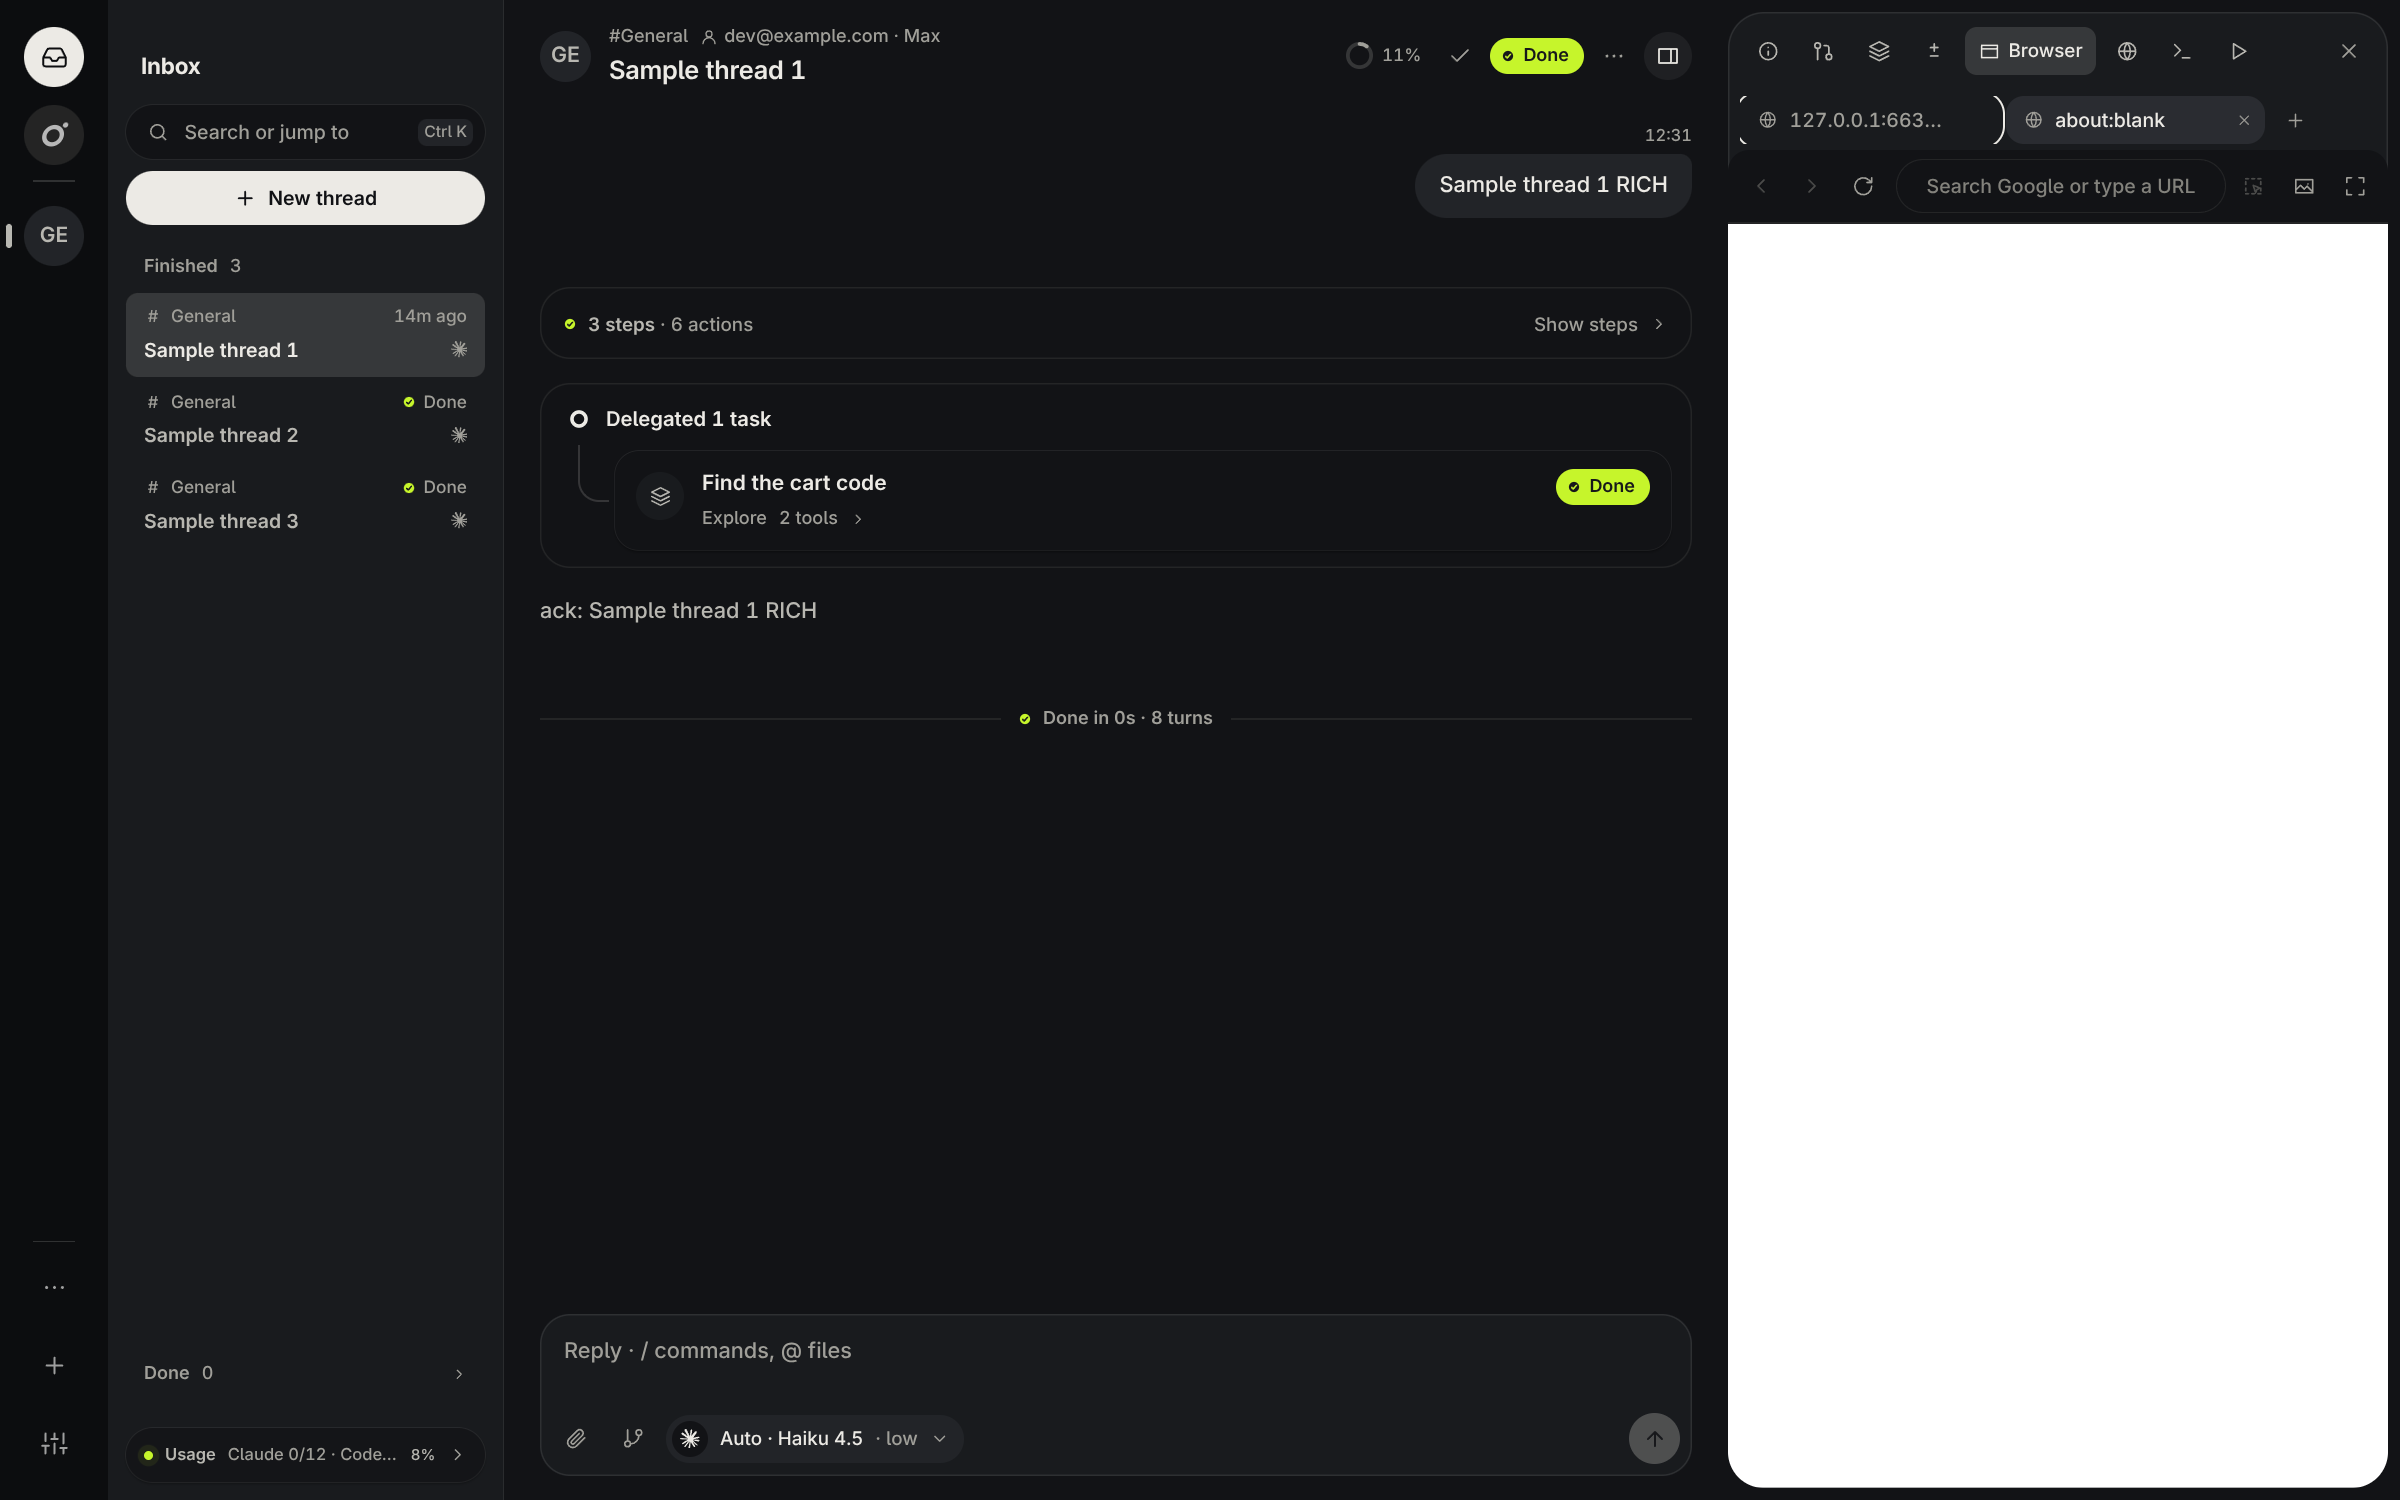 Inbox
Search or jump to
Ctrl K
New thread
GE
Finished 3
# General
14m ago
Sample thread 1
# General
Done
Sample thread 2
# General
Done
Sample thread 3
Done 0
Usage Claude 0/12 · Code... 8%
GE
#General dev@example.com · Max
Sample thread 1
11%
Done
12:31
Sample thread 1 RICH
3 steps · 6 actions
Show steps
Delegated 1 task
Find the cart code
Explore 2 tools
Done
ack: Sample thread 1 RICH
Done in 0s · 8 turns
Reply · / commands, @ files
Auto · Haiku 4.5 · low
Browser
127.0.0.1:663...
about:blank
Search Google or type a URL